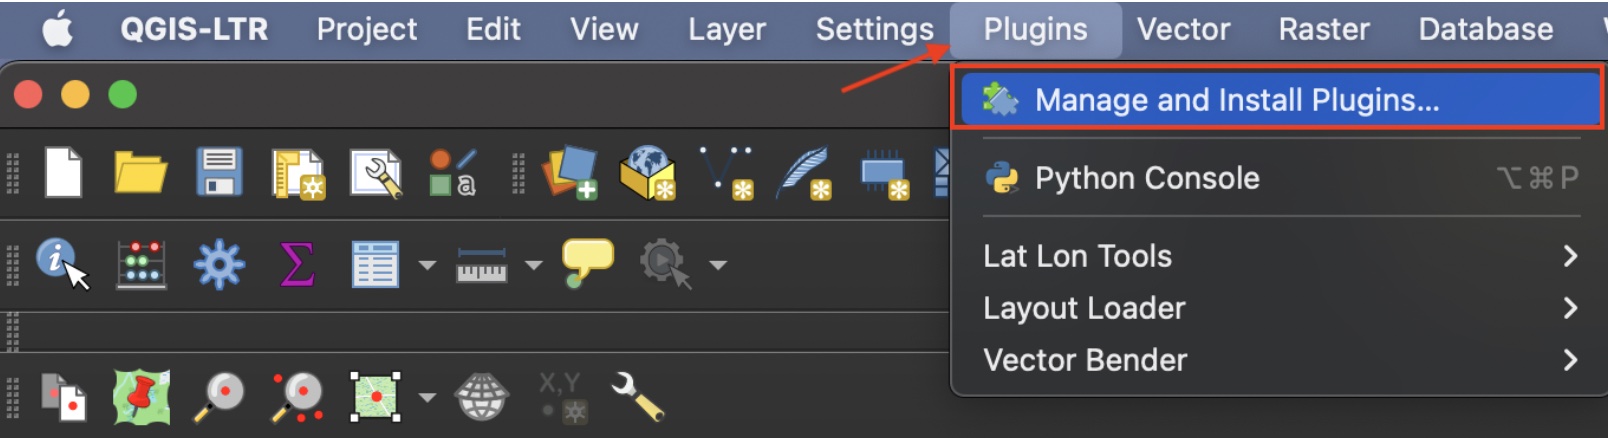 QGIS-LTR Project Edit View Layer Settings Plugins Vector Raster Database
Manage and Install Plugins...
Python Console ⌥⌘P
Lat Lon Tools
Layout Loader
Vector Bender
a
i
Σ
X,Y